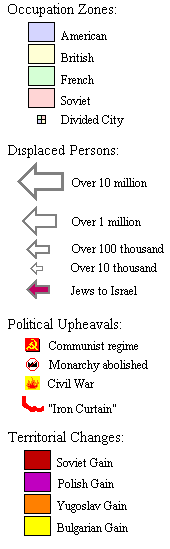 Occupation Zones:
American
British
French
Soviet
Divided City
Displaced Persons:
Over 10 million
Over 1 million
Over 100 thousand
Over 10 thousand
Jews to Israel
Political Upheavals:
Communist regime
Monarchy abolished
Civil War
"Iron Curtain"
Territorial Changes:
Soviet Gain
Polish Gain
Yugoslav Gain
Bulgarian Gain